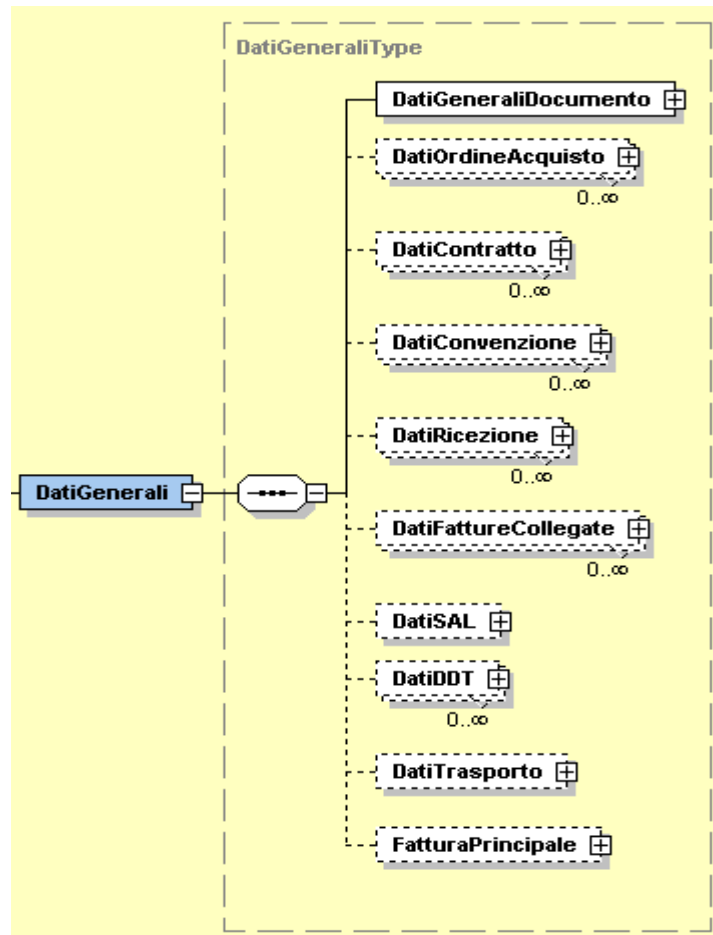 DatiGeneraliType
DatiGeneraliDocumento
DatiOrdineAcquisto
0..∞
DatiContratto
0..∞
DatiConvenzione
0..∞
DatiRicezione
0..∞
DatiGenerali
DatiFattureCollegate
0..∞
DatiSAL
DatiDDT
0..∞
DatiTrasporto
FatturaPrincipale